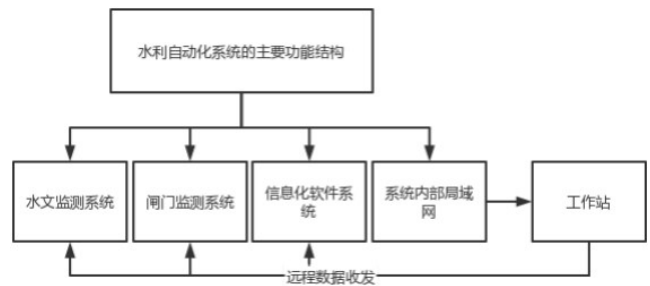 水利自动化系统的主要功能结构
水文监测系统
闸门监测系统
信息化软件系
统
系统内部局域
网
工作站
远程数据收发